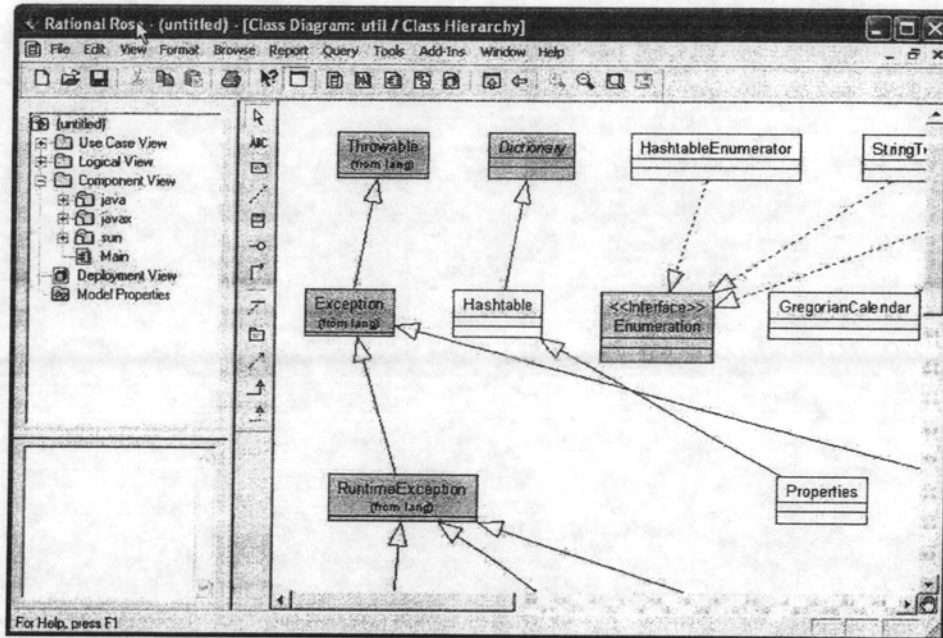 Rational Rose - (untitled) - [Class Diagram: util / Class Hierarchy]
File Edit View Format Browse Report Query Tools Add-Ins Window Help
(untitled)
Use Case View
Logical View
Component View
java
javax
sun
Main
Deployment View
Model Properties
ABC
Throwable
(from lang)
Dictionary
HashtableEnumerator
Exception
(from lang)
Hashtable
<<Interface>>
Enumeration
GregorianCalendar
RuntimeException
(from lang)
Properties
For Help, press F1